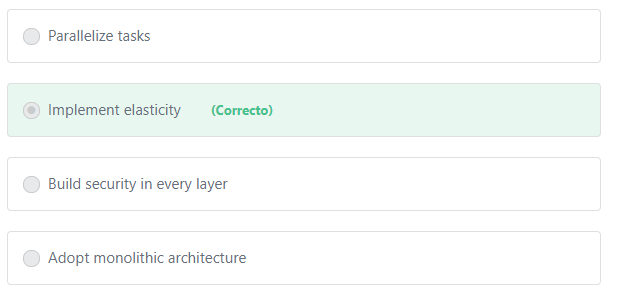 Parallelize tasks
Implement elasticity (Correcto)
Build security in every layer
Adopt monolithic architecture